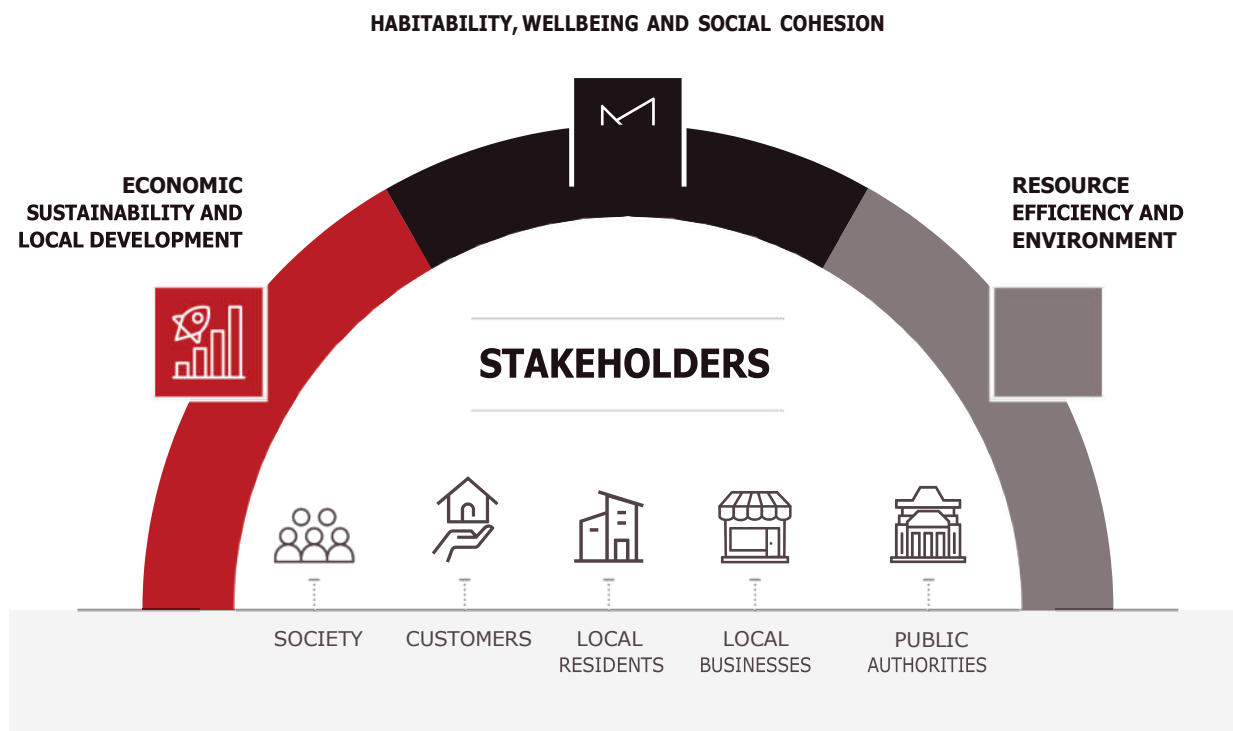 HABITABILITY, WELLBEING AND SOCIAL COHESION
ECONOMIC
SUSTAINABILITY AND
LOCAL DEVELOPMENT
RESOURCE
EFFICIENCY AND
ENVIRONMENT
STAKEHOLDERS
SOCIETY
CUSTOMERS
LOCAL
RESIDENTS
LOCAL
BUSINESSES
PUBLIC
AUTHORITIES